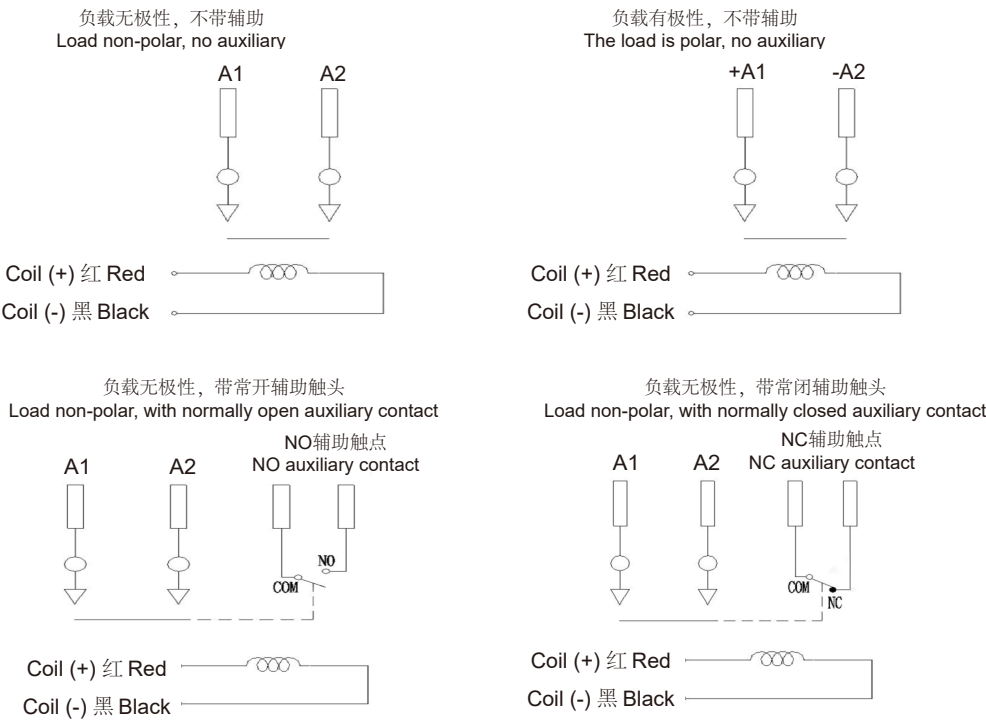 负载无极性，不带辅助
Load non-polar, no auxiliary
A1 A2
Coil (+) 红 Red
Coil (-) 黑 Black
负载有极性，不带辅助
The load is polar, no auxiliary
+A1 -A2
Coil (+) 红 Red
Coil (-) 黑 Black
负载无极性，带常开辅助触头
Load non-polar, with normally open auxiliary contact
NO辅助触点
A1 A2 NO auxiliary contact
NO
COM
Coil (+) 红 Red
Coil (-) 黑 Black
负载无极性，带常闭辅助触头
Load non-polar, with normally closed auxiliary contact
NC辅助触点
A1 A2 NC auxiliary contact
COM
NC
Coil (+) 红 Red
Coil (-) 黑 Black